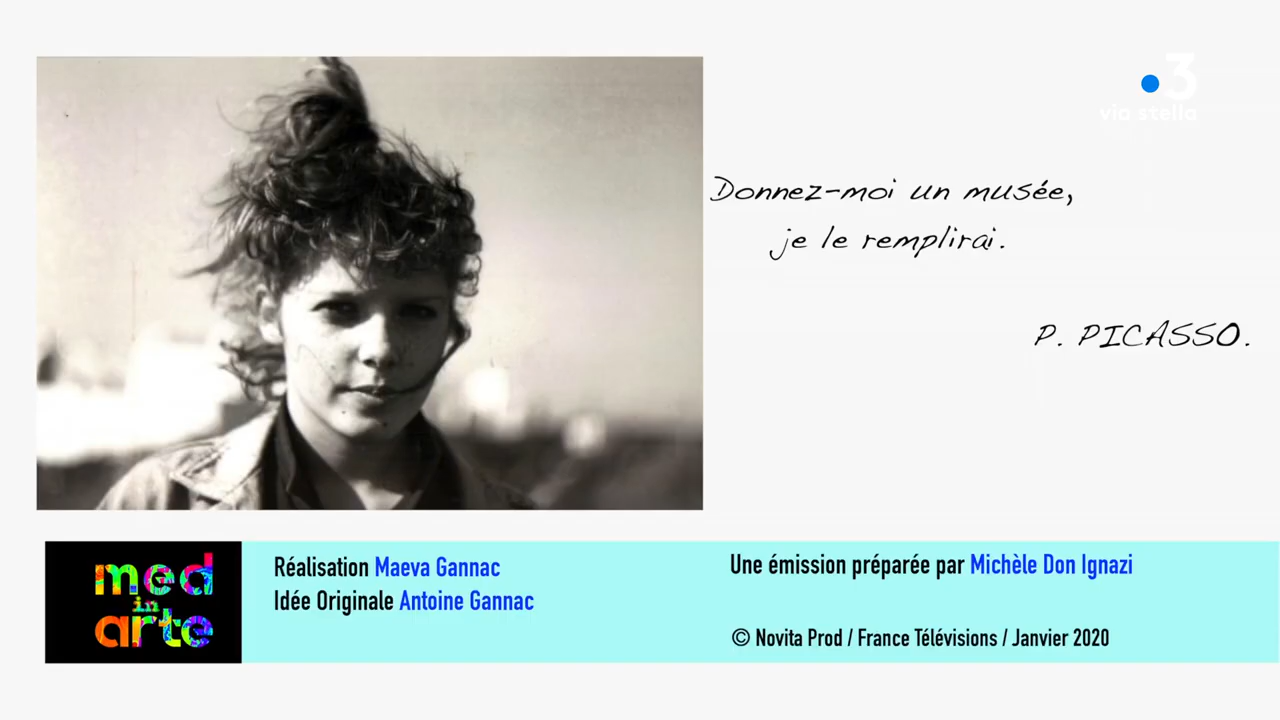 3
via stella
Donnez-moi un musée,
je le remplirai.
P. PICASSO.
med
in
arte
Réalisation Maeva Gannac
Idée Originale Antoine Gannac
Une émission préparée par Michèle Don Ignazi
© Novita Prod / France Télévisions / Janvier 2020